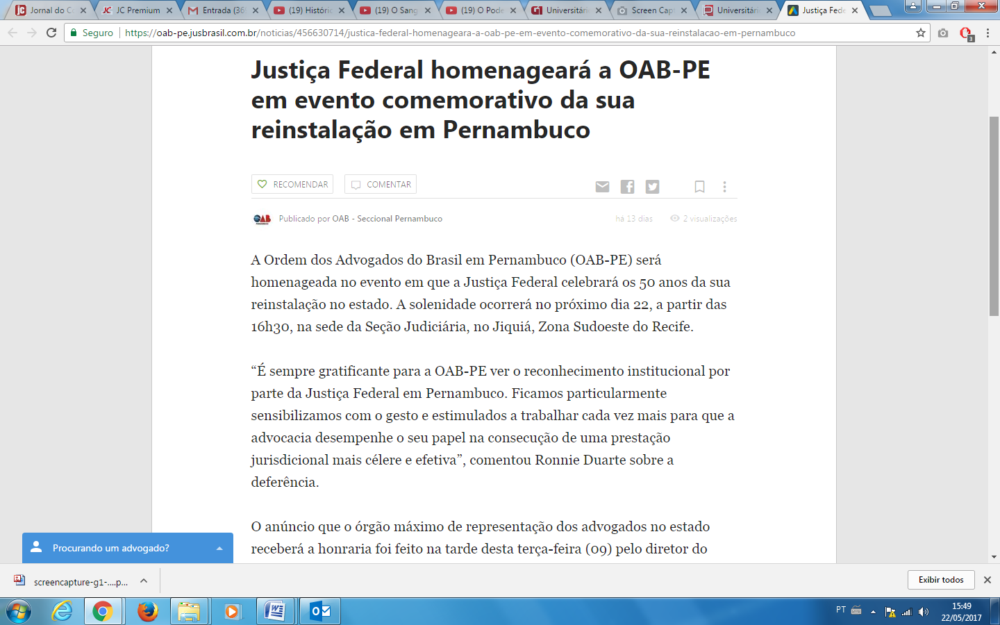 Jornal do Co
JC Premium
Entrada (36
(19) Históric
(19) O Sang
(19) O Pode
Universitári
Screen Capt
Universitári
Justiça Fede
Seguro
https://oab-pe.jusbrasil.com.br/noticias/456630714/justica-federal-homenageara-a-oab-pe-em-evento-comemorativo-da-sua-reinstalacao-em-pernambuco
3
Justiça Federal homenageará a OAB-PE
em evento comemorativo da sua
reinstalação em Pernambuco
RECOMENDAR
COMENTAR
OAB
Publicado por OAB - Seccional Pernambuco
há 13 dias
2 visualizações
A Ordem dos Advogados do Brasil em Pernambuco (OAB-PE) será
homenageada no evento em que a Justiça Federal celebrará os 50 anos da sua
reinstalação no estado. A solenidade ocorrerá no próximo dia 22, a partir das
16h30, na sede da Seção Judiciária, no Jiquiá, Zona Sudoeste do Recife.
“É sempre gratificante para a OAB-PE ver o reconhecimento institucional por
parte da Justiça Federal em Pernambuco. Ficamos particularmente
sensibilizamos com o gesto e estimulados a trabalhar cada vez mais para que a
advocacia desempenhe o seu papel na consecução de uma prestação
jurisdicional mais célere e efetiva”, comentou Ronnie Duarte sobre a
deferência.
O anúncio que o órgão máximo de representação dos advogados no estado
receberá a honraria foi feito na tarde desta terça-feira (09) pelo diretor do
Procurando um advogado?
screencapture-g1-....p...
Exibir todos
PT
15:49
22/05/2017